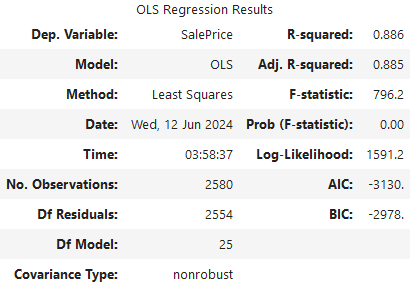 OLS Regression Results
Dep. Variable: SalePrice R-squared: 0.886
Model: OLS Adj. R-squared: 0.885
Method: Least Squares F-statistic: 796.2
Date: Wed, 12 Jun 2024 Prob (F-statistic): 0.00
Time: 03:58:37 Log-Likelihood: 1591.2
No. Observations: 2580 AIC: -3130.
Df Residuals: 2554 BIC: -2978.
Df Model: 25
Covariance Type: nonrobust